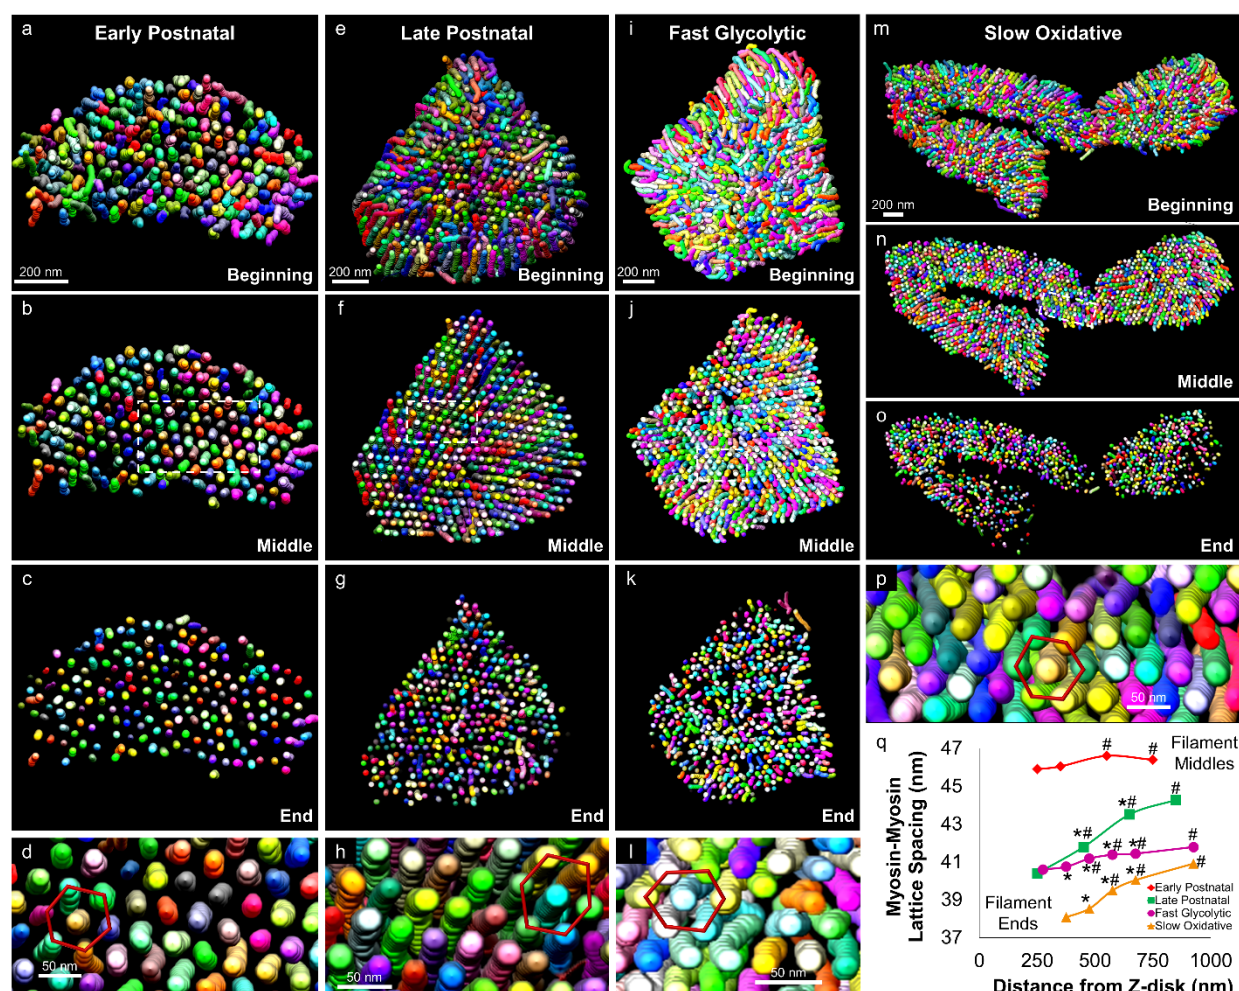 a Early Postnatal
200 nm
Beginning
b
Middle
c
End
d
50 nm
e Late Postnatal
200 nm
Beginning
f
Middle
g
End
h
50 nm
i Fast Glycolytic
200 nm
Beginning
j
Middle
k
End
l
50 nm
m Slow Oxidative
200 nm
Beginning
n
Middle
o
End
p
50 nm
q
Myosin-Myosin
Lattice Spacing (nm)
47
45
43
41
39
37
# # Filament
Middles
*# *# #
* *# *# *# #
* *# *# #
Filament
Ends
Early Postnatal
Late Postnatal
Fast Glycolytic
Slow Oxidative
0 250 500 750 1000
Distance from Z-disk (nm)